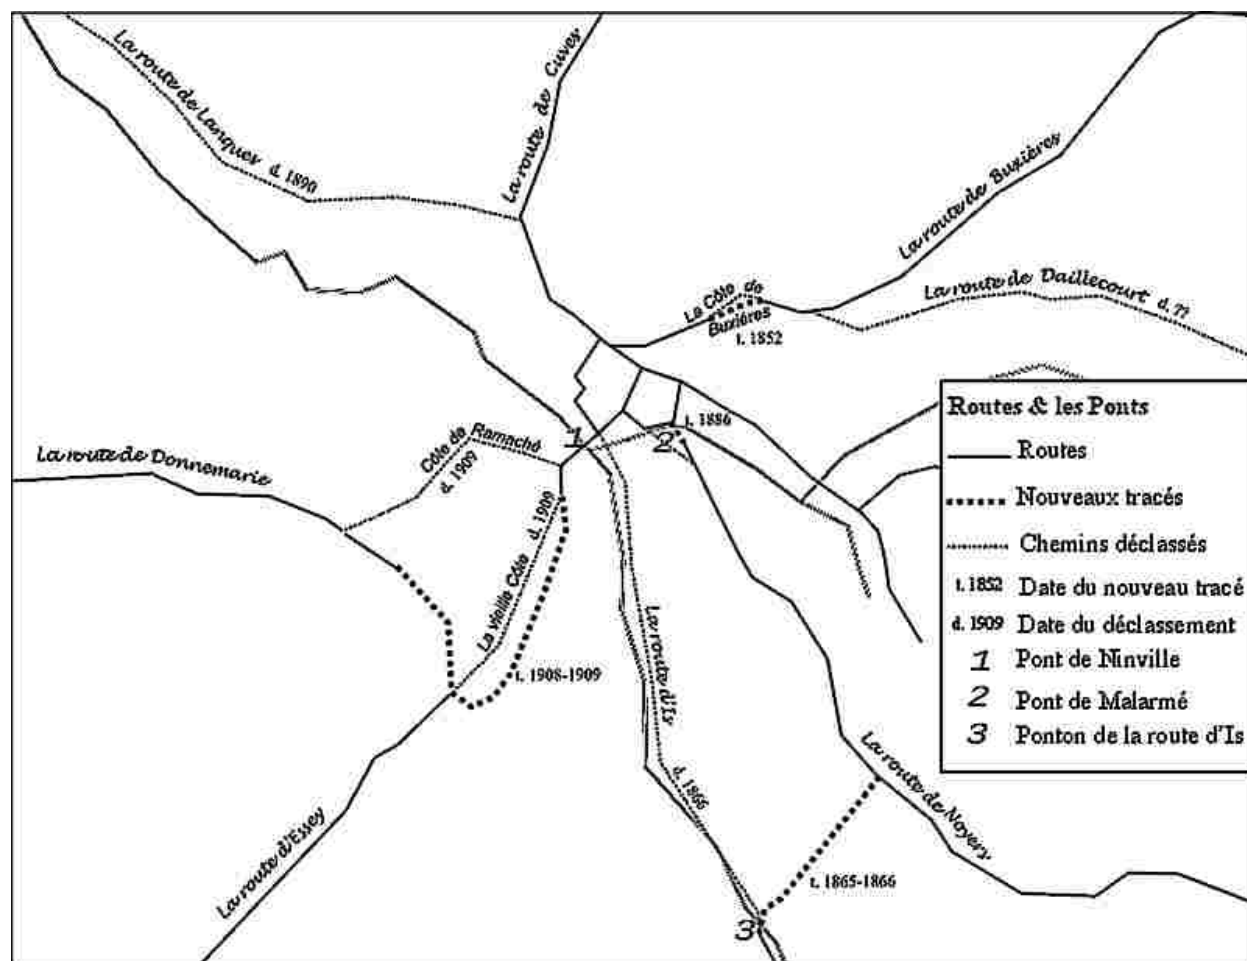 La route de Lanques d. 1890
La route de Cuves
La route de Buxières
La Côte de
Buxières
t. 1852
La route de Daillecourt d. ??
Routes & les Ponts
Routes
Nouveaux tracés
Chemins déclassés
t. 1852 Date du nouveau tracé
d. 1909 Date du déclassement
1 Pont de Ninville
2 Pont de Malarmé
3 Ponton de la route d'Is
t. 1886
1
2
Côte de Ramaché
d. 1909
La route de Donnemarie
La vieille Côte d. 1909
t. 1908-1909
La route d'Is
d. 1866
La route de Noyers
t. 1865-1866
La route d'Essey
3